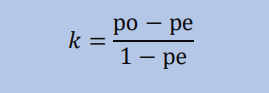 k = po − pe / 1 − pe